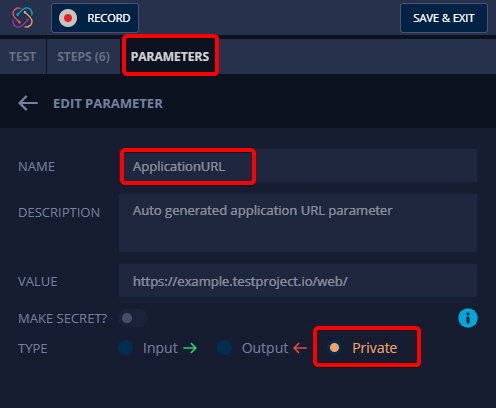 RECORD
SAVE & EXIT
TEST
STEPS (6)
PARAMETERS
EDIT PARAMETER
NAME
ApplicationURL
DESCRIPTION
Auto generated application URL parameter
VALUE
https://example.testproject.io/web/
MAKE SECRET?
TYPE
Input
Output
Private